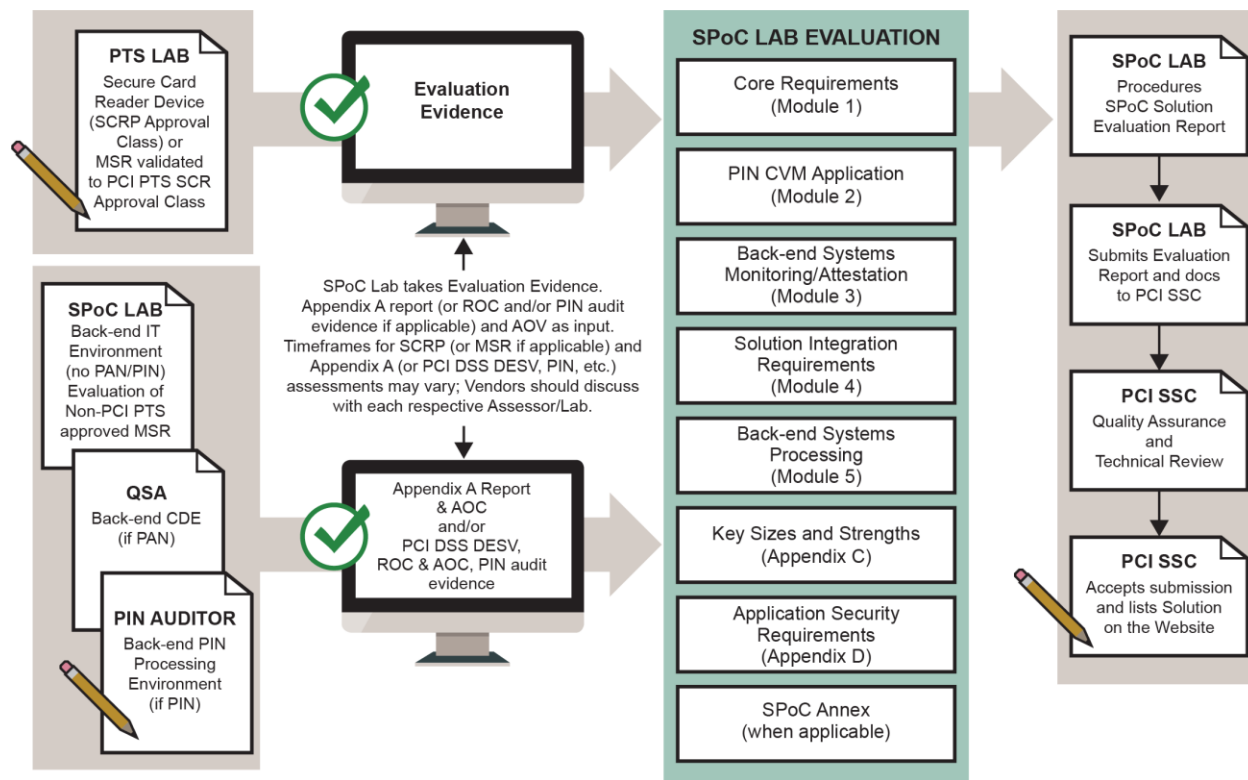 PTS LAB
Secure Card
Reader Device
(SCRP Approval
Class) or
MSR validated
to PCI PTS SCR
Approval Class
Evaluation
Evidence
SPoC LAB
Back-end IT
Environment
(no PAN/PIN)
Evaluation of
Non-PCI PTS
approved MSR
QSA
Back-end CDE
(if PAN)
PIN AUDITOR
Back-end PIN
Processing
Environment
(if PIN)
SPoC Lab takes Evaluation Evidence.
Appendix A report (or ROC and/or PIN audit
evidence if applicable) and AOV as input.
Timeframes for SCRP (or MSR if applicable) and
Appendix A (or PCI DSS DESV, PIN, etc.)
assessments may vary; Vendors should discuss
with each respective Assessor/Lab.
Appendix A Report
& AOC
and/or
PCI DSS DESV,
ROC & AOC, PIN audit
evidence
SPoC LAB EVALUATION
Core Requirements
(Module 1)
PIN CVM Application
(Module 2)
Back-end Systems
Monitoring/Attestation
(Module 3)
Solution Integration
Requirements
(Module 4)
Back-end Systems
Processing
(Module 5)
Key Sizes and Strengths
(Appendix C)
Application Security
Requirements
(Appendix D)
SPoC Annex
(when applicable)
SPoC LAB
Procedures
SPoC Solution
Evaluation Report
SPoC LAB
Submits Evaluation
Report and docs
to PCI SSC
PCI SSC
Quality Assurance
and
Technical Review
PCI SSC
Accepts submission
and lists Solution
on the Website